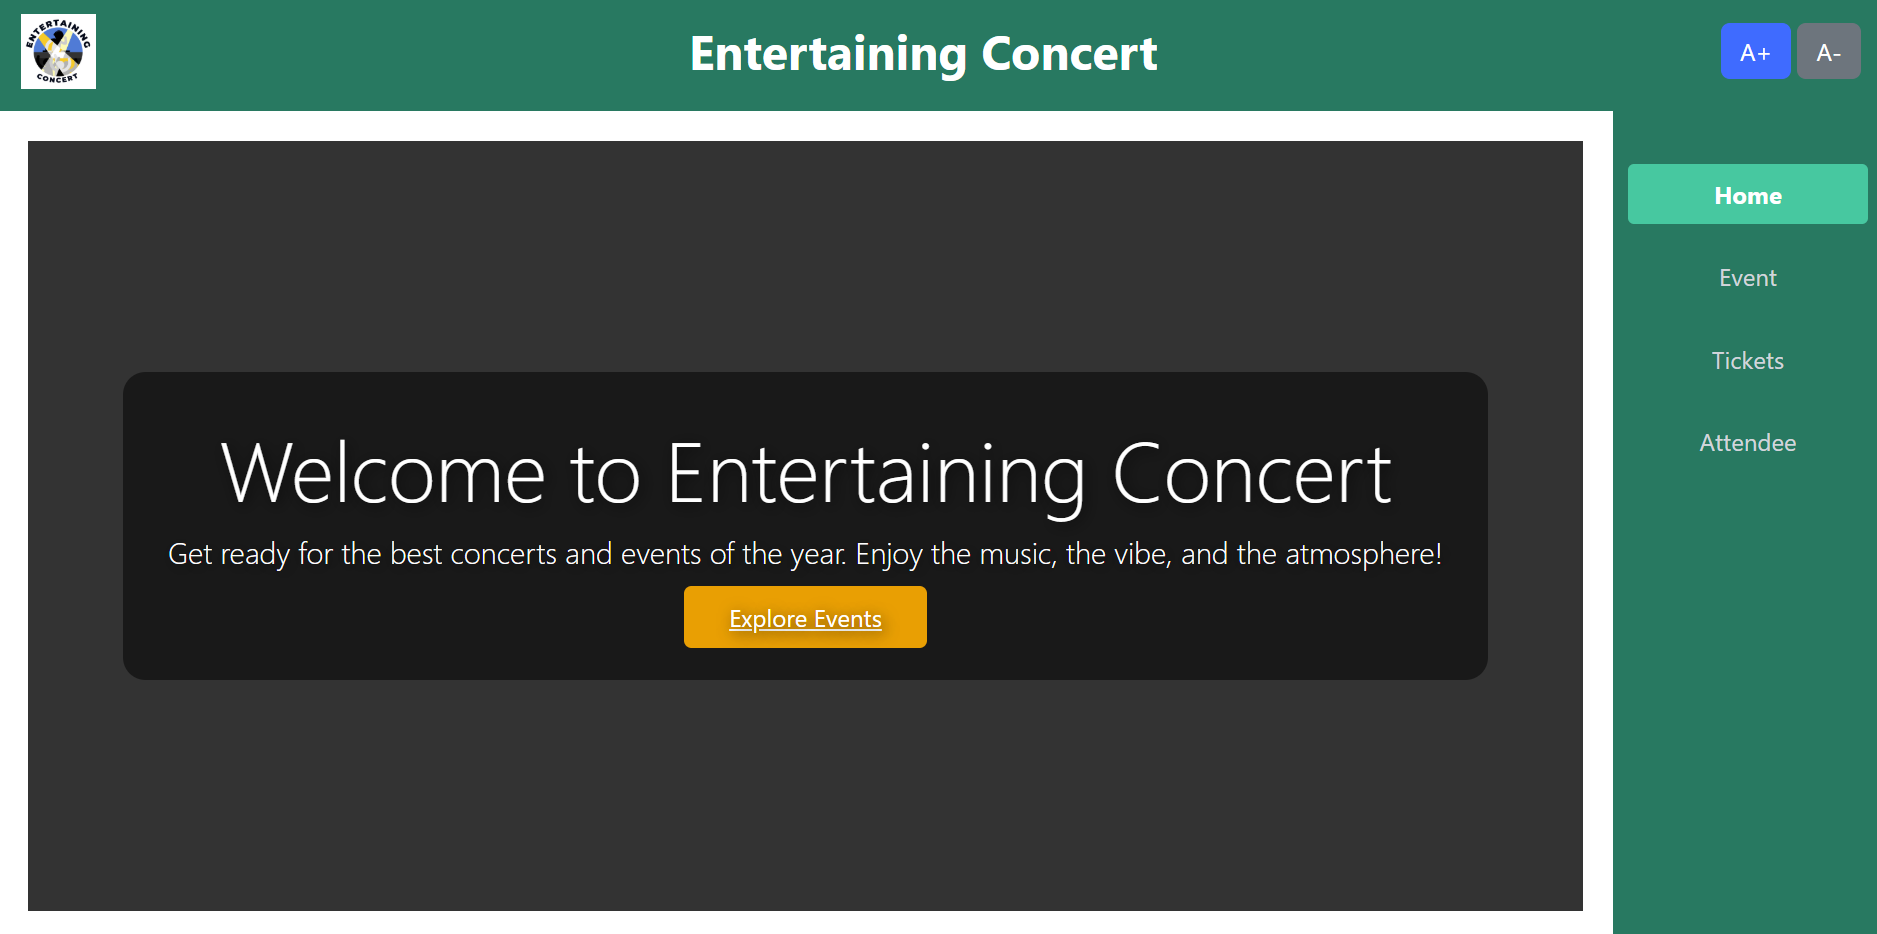 ENTERTAINING
CONCERT
Entertaining Concert
A+
A-
Home
Event
Tickets
Attendee
Welcome to Entertaining Concert
Get ready for the best concerts and events of the year. Enjoy the music, the vibe, and the atmosphere!
Explore Events